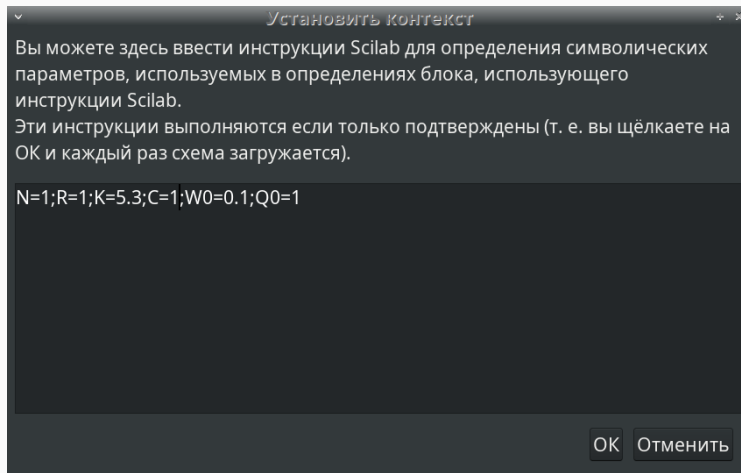 Установить контекст
Вы можете здесь ввести инструкции Scilab для определения символических
параметров, используемых в определениях блока, использующего
инструкции Scilab.
Эти инструкции выполняются если только подтверждены (т. е. вы щёлкаете на
ОК и каждый раз схема загружается).
N=1;R=1;K=5.3;C=1;W0=0.1;Q0=1
ОК Отменить